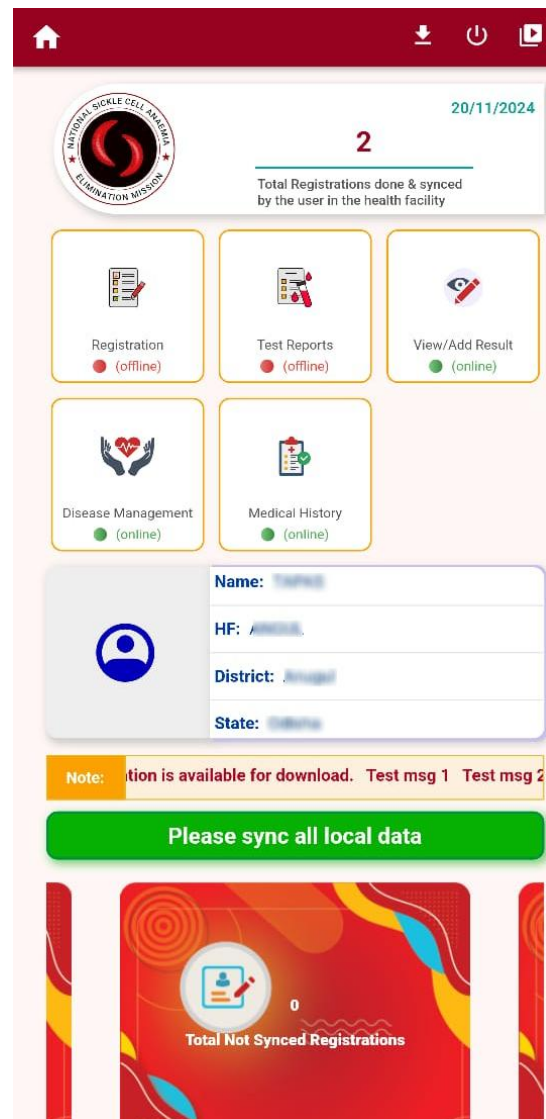 NATIONAL SICKLE CELL ANAEMIA
ELIMINATION MISSION
20/11/2024
2
Total Registrations done & synced
by the user in the health facility
Registration
(offline)
Test Reports
(offline)
View/Add Result
(online)
Disease Management
(online)
Medical History
(online)
Name:
HF:
District:
State:
Note: tion is available for download. Test msg 1 Test msg 2
Please sync all local data
0
Total Not Synced Registrations